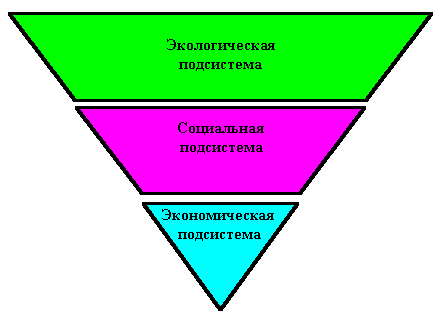 Экологическая
подсистема
Социальная
подсистема
Экономическая
подсистема